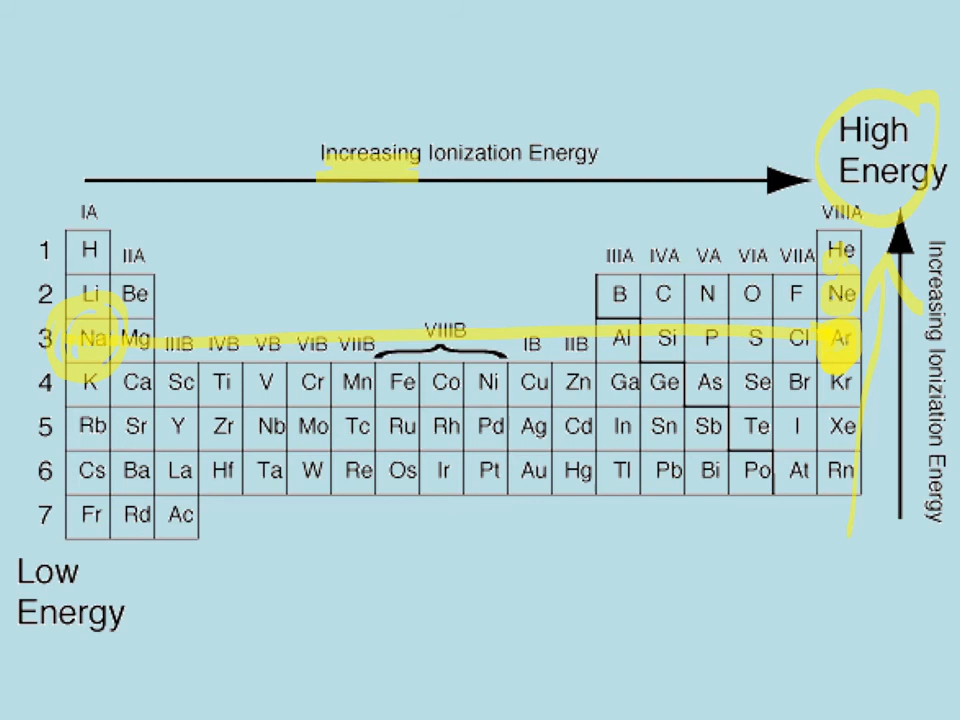 High
Energy
Increasing Ionization Energy
IA VIIIA
1 H IIA IIIA IVA VA VIA VIIA He
2 Li Be B C N O F Ne
3 Na Mg IIIB IVB VB VIB VIIB VIIIB IB IIB Al Si P S Cl Ar
4 K Ca Sc Ti V Cr Mn Fe Co Ni Cu Zn Ga Ge As Se Br Kr
5 Rb Sr Y Zr Nb Mo Tc Ru Rh Pd Ag Cd In Sn Sb Te I Xe
6 Cs Ba La Hf Ta W Re Os Ir Pt Au Hg Tl Pb Bi Po At Rn
7 Fr Rd Ac
Increasing Ioniziation Energy
Low
Energy